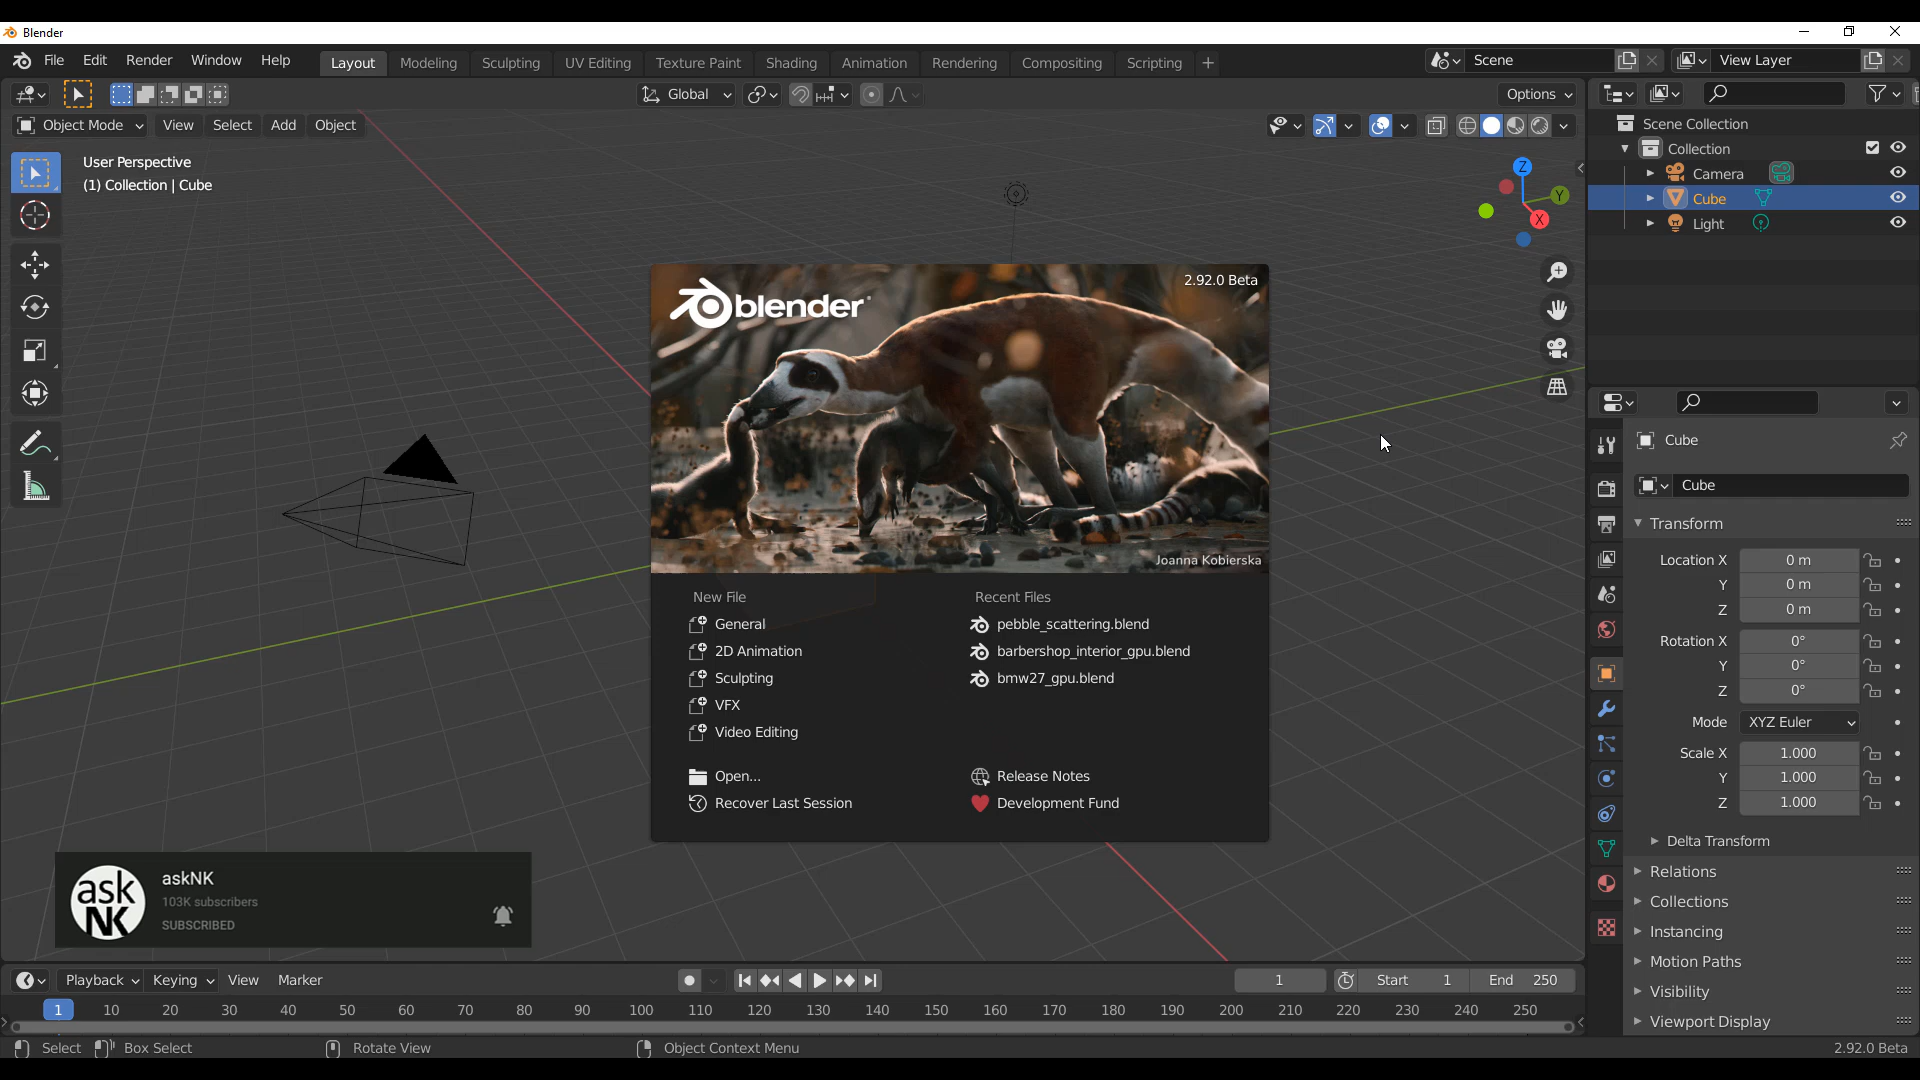 Blender
File Edit Render Window Help Layout Modeling Sculpting UV Editing Texture Paint Shading Animation Rendering Compositing Scripting + Scene View Layer
Global Options
Object Mode View Select Add Object
User Perspective
(1) Collection | Cube
Z
Y
X
Scene Collection
Collection
Camera
Cube
Light
blender
2.92.0 Beta
Joanna Kobierska
New File
General
2D Animation
Sculpting
VFX
Video Editing
Open...
Recover Last Session
Recent Files
pebble_scattering.blend
barbershop_interior_gpu.blend
bmw27_gpu.blend
Release Notes
Development Fund
Cube
Cube
Transform
Location X 0 m
Y 0 m
Z 0 m
Rotation X 0°
Y 0°
Z 0°
Mode XYZ Euler
Scale X 1.000
Y 1.000
Z 1.000
Delta Transform
Relations
Collections
Instancing
Motion Paths
Visibility
Viewport Display
ask
NK
askNK
103K subscribers
SUBSCRIBED
Playback Keying View Marker 1 Start 1 End 250
1 10 20 30 40 50 60 70 80 90 100 110 120 130 140 150 160 170 180 190 200 210 220 230 240 250
Select Box Select Rotate View Object Context Menu 2.92.0 Beta